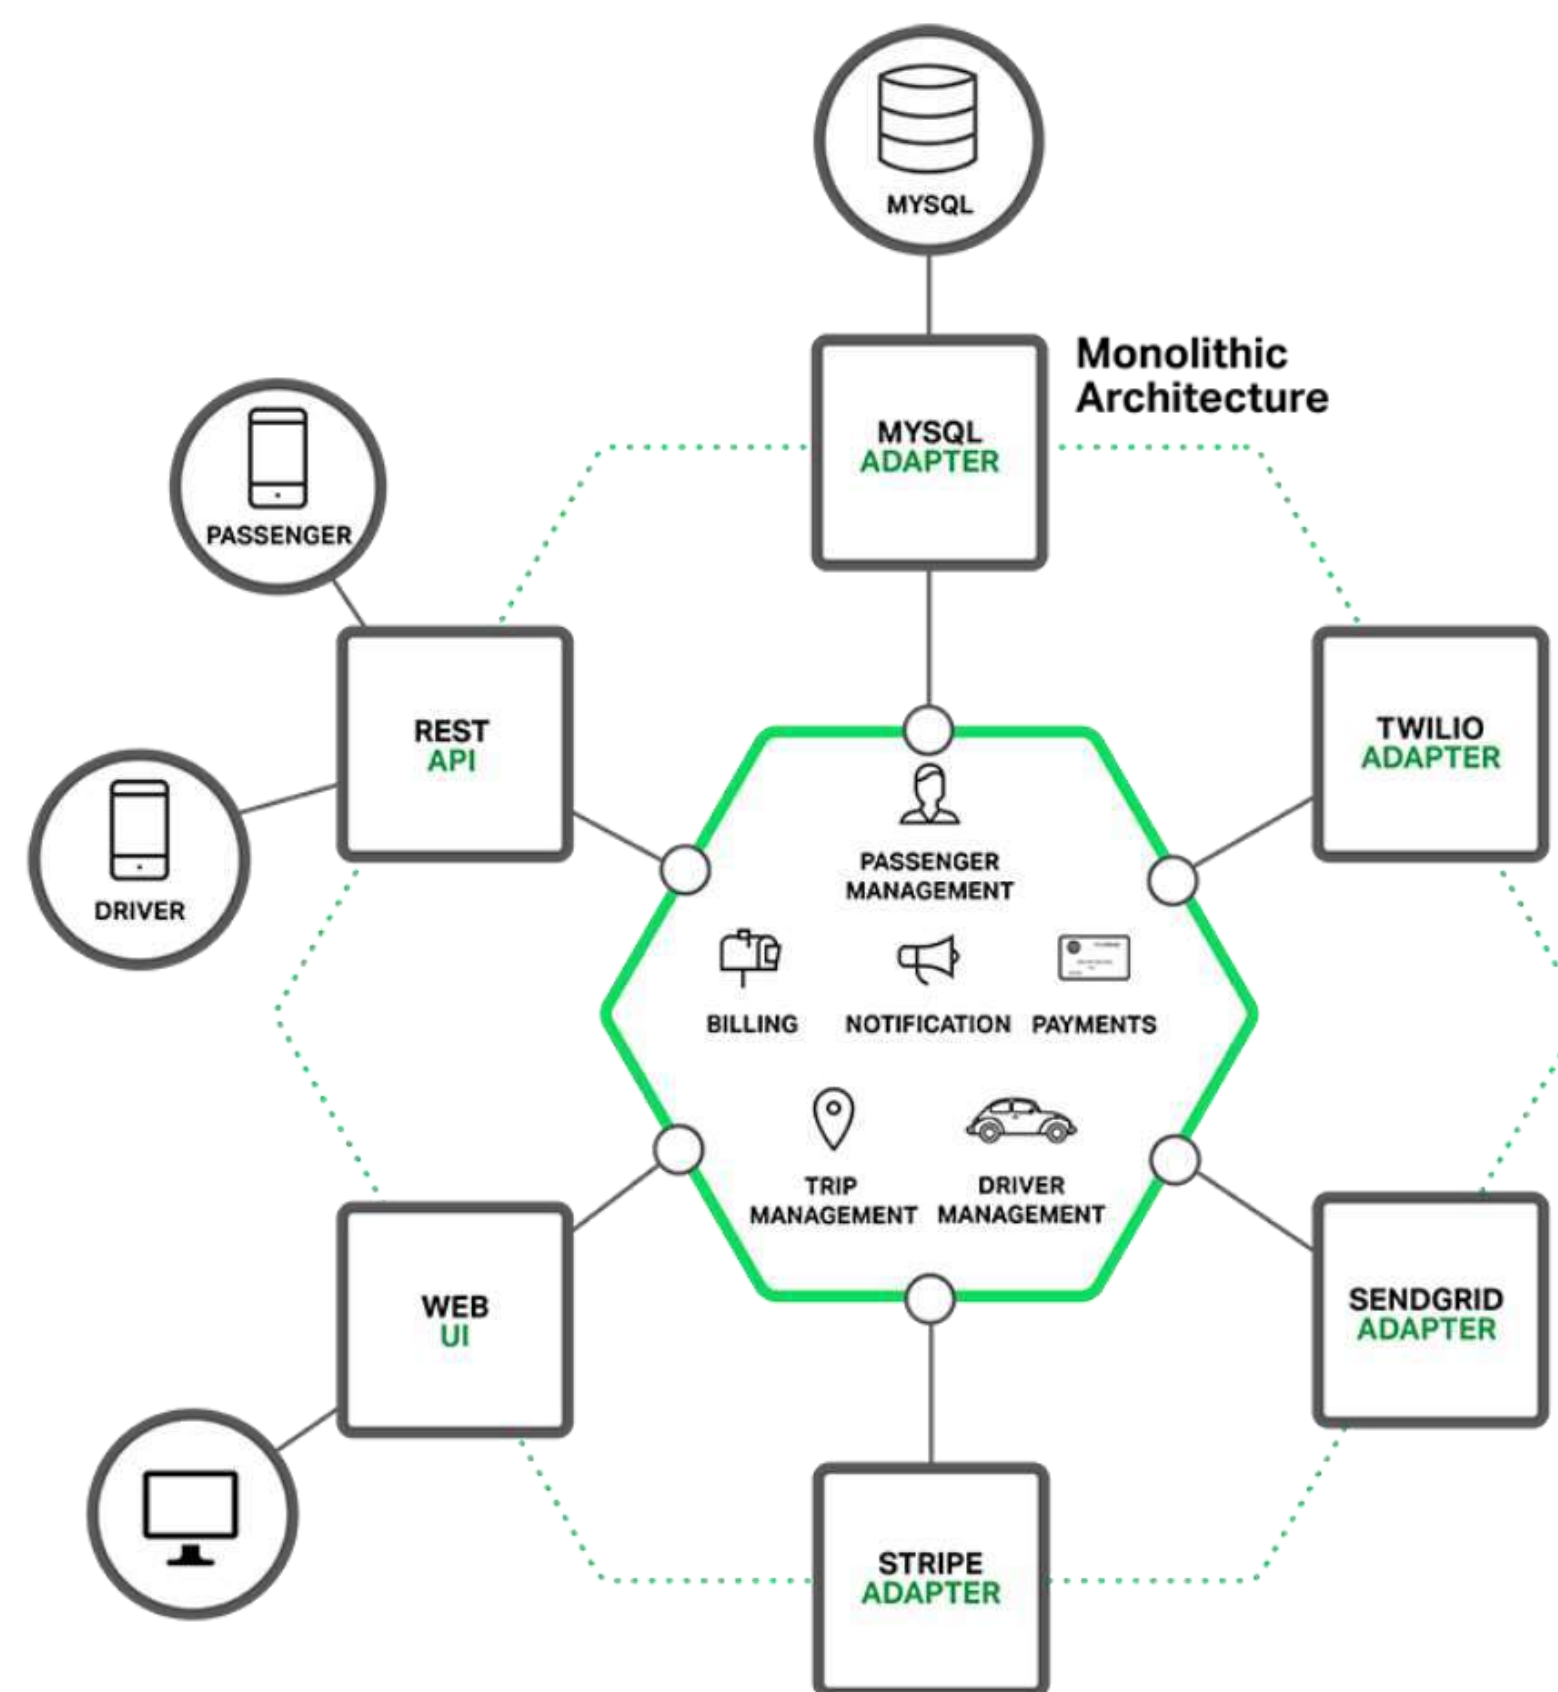 MYSQL
Monolithic
Architecture
MYSQL
ADAPTER
PASSENGER
REST
API
TWILIO
ADAPTER
DRIVER
PASSENGER
MANAGEMENT
BILLING
NOTIFICATION
PAYMENTS
TRIP
MANAGEMENT
DRIVER
MANAGEMENT
WEB
UI
SENDGRID
ADAPTER
STRIPE
ADAPTER